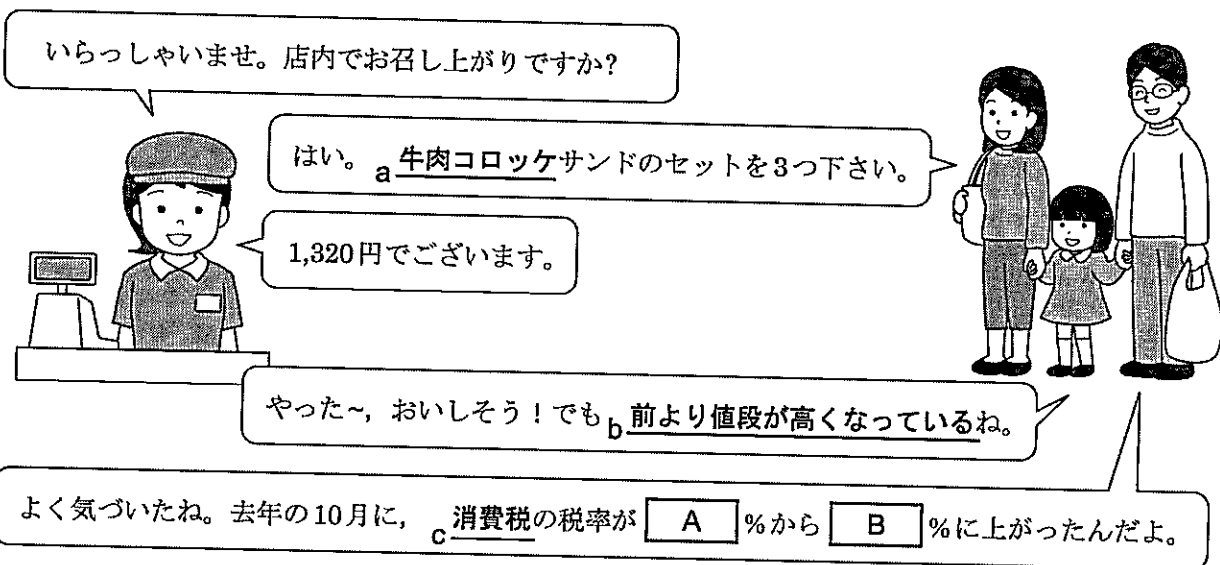 いらっしゃいませ。店内でお召し上がりですか?
はい。a牛肉コロッケサンドのセットを3つ下さい。
1,320円でございます。
やった~，おいしそう！でもb前より値段が高くなっているね。
よく気づいたね。去年の10月に，c消費税の税率が A %から B %に上がったんだよ。